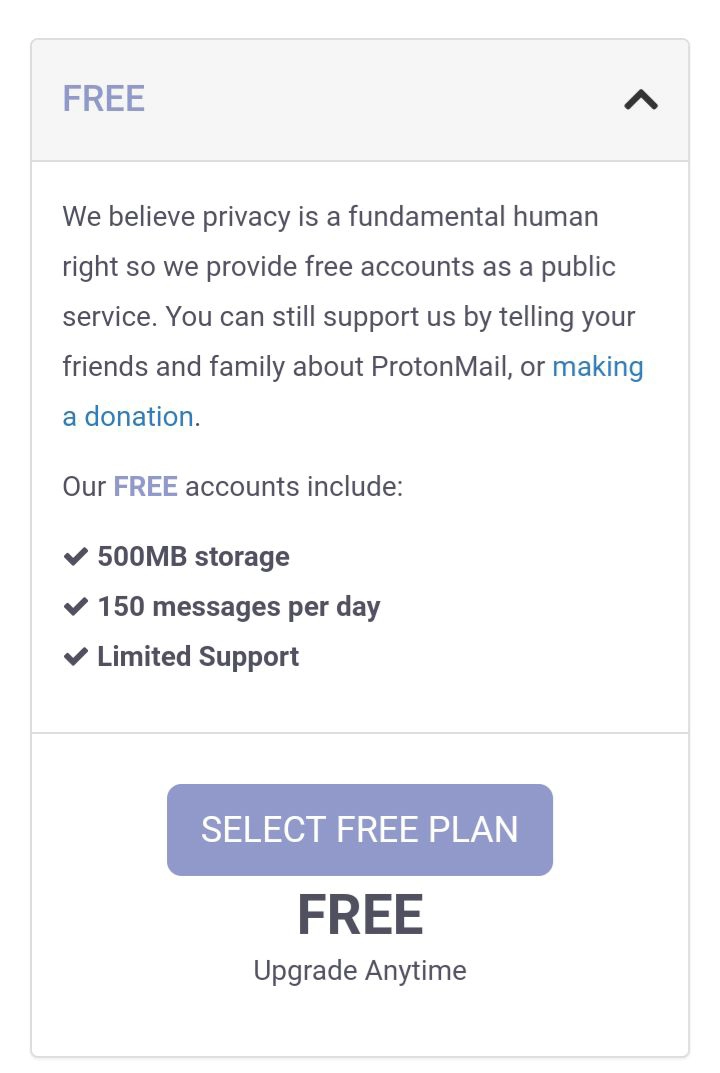 FREE
We believe privacy is a fundamental human
right so we provide free accounts as a public
service. You can still support us by telling your
friends and family about ProtonMail, or making
a donation.
Our FREE accounts include:
500MB storage
150 messages per day
Limited Support
SELECT FREE PLAN
FREE
Upgrade Anytime